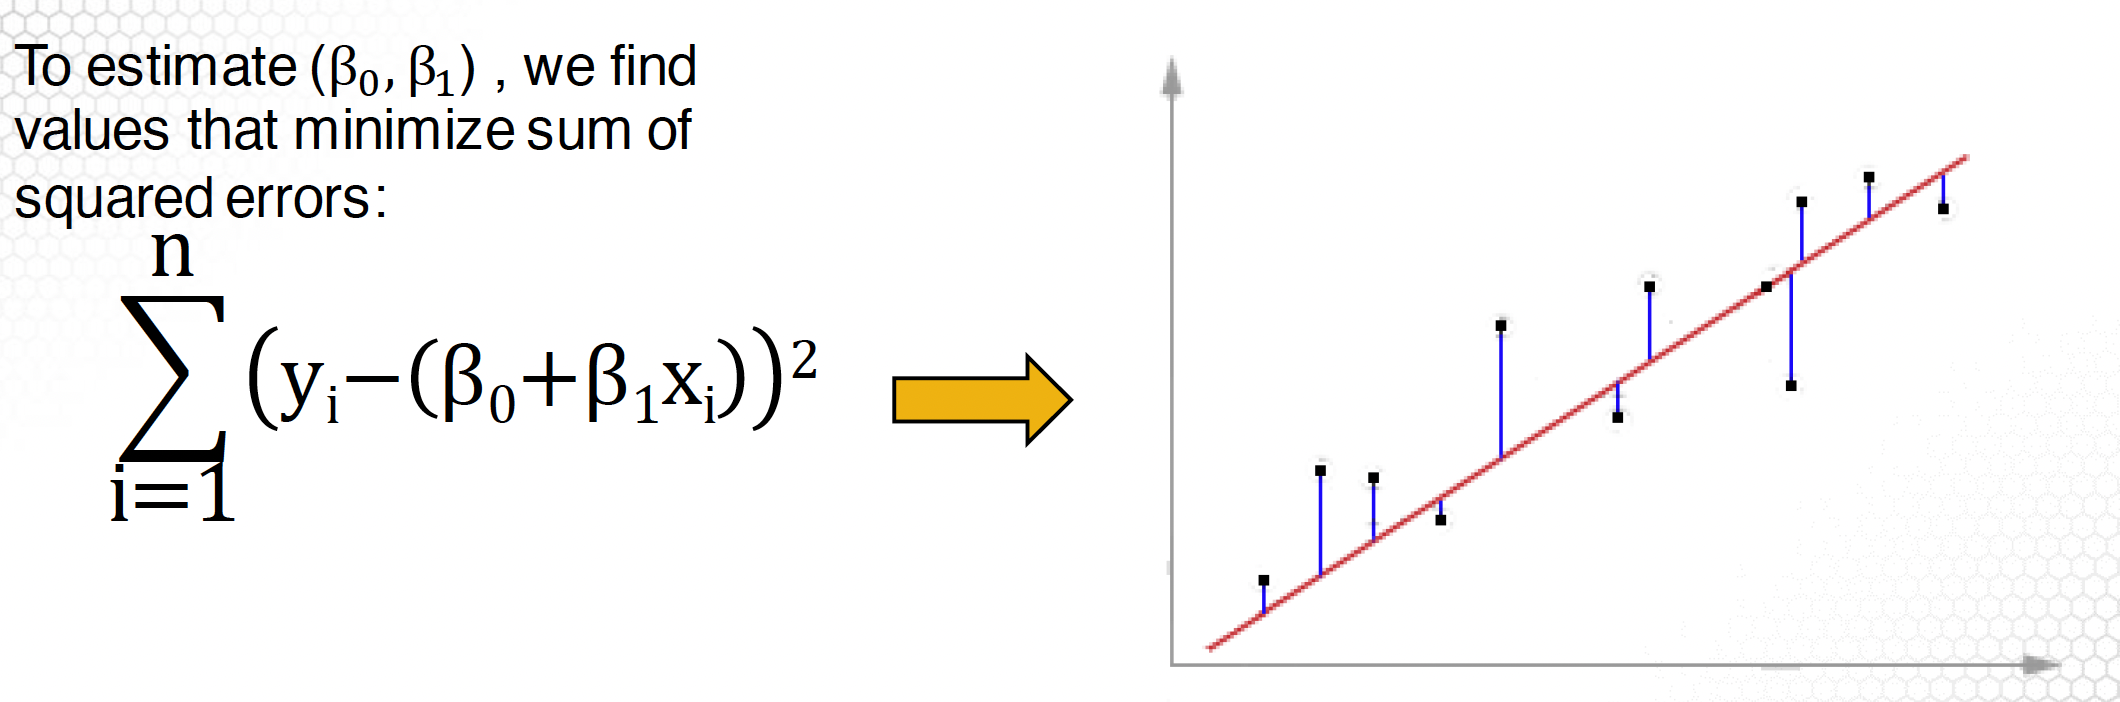 To estimate (β₀, β₁) , we find
values that minimize sum of
squared errors:
n
∑(yᵢ−(β₀+β₁xᵢ))²
i=1